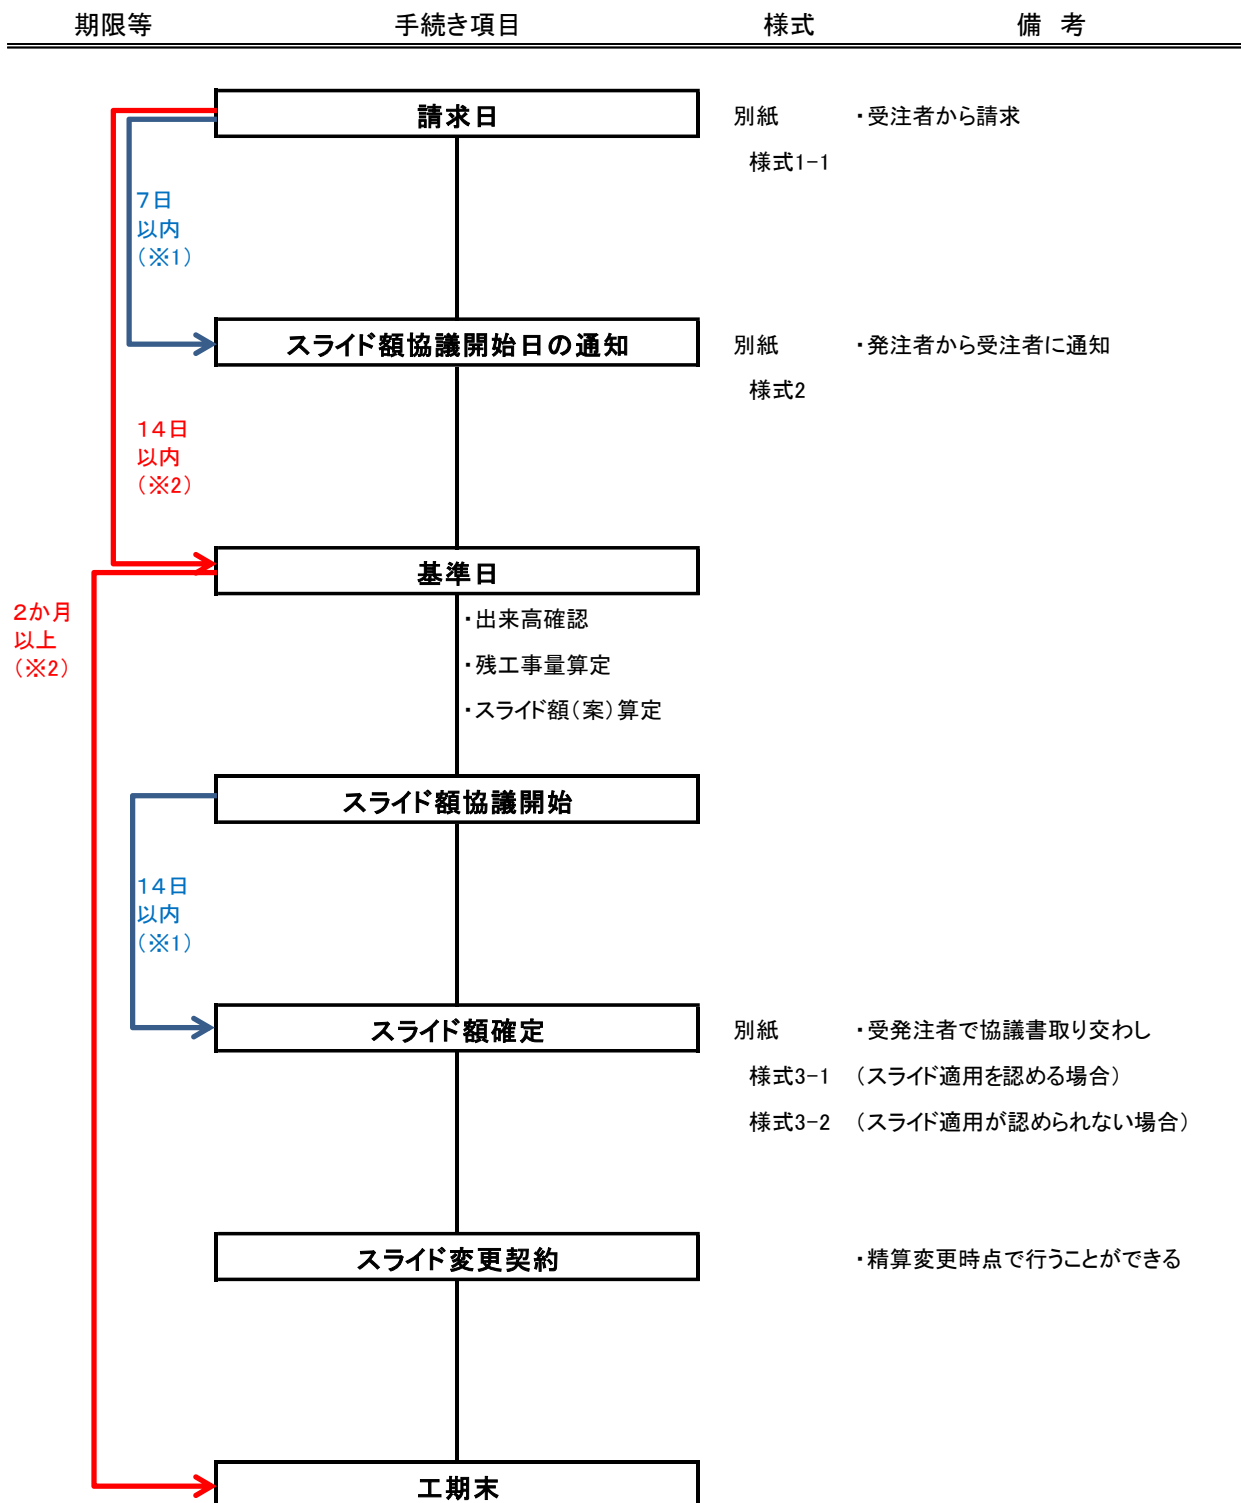 期限等 手続き項目 様式 備　考
請求日 別紙 ・受注者から請求
様式1-1
７日
以内
（※1）
スライド額協議開始日の通知 別紙 ・発注者から受注者に通知
様式2
１４日
以内
（※2）
基準日
２か月
以上
（※2）
・出来高確認
・残工事量算定
・スライド額（案）算定
スライド額協議開始
１４日
以内
（※1）
スライド額確定 別紙 ・受発注者で協議書取り交わし
様式3-1 （スライド適用を認める場合）
様式3-2 （スライド適用が認められない場合）
スライド変更契約 ・精算変更時点で行うことができる
工期末